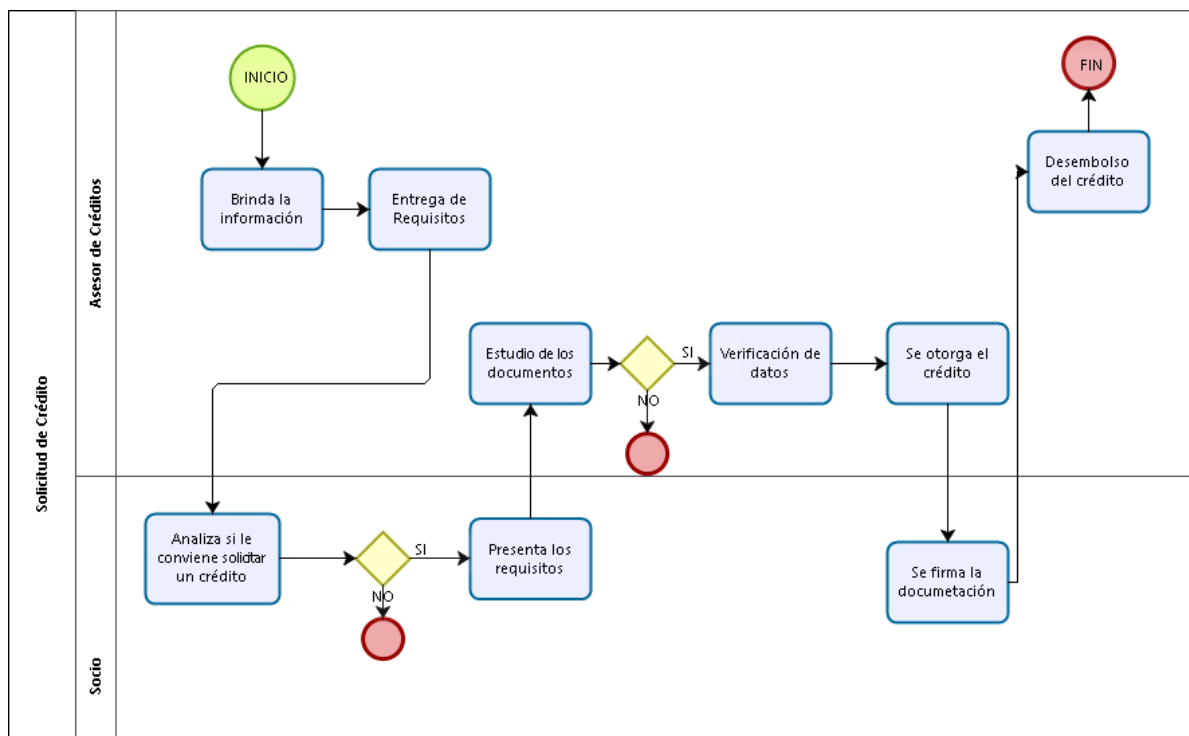 Solicitud de Crédito
Asesor de Créditos
INICIO
Brinda la
información
Entrega de
Requisitos
Estudio de los
documentos
SI
NO
Verificación de
datos
Se otorga el
crédito
Desembolso
del crédito
FIN
Socio
Analiza si le
conviene solicitar
un crédito
SI
NO
Presenta los
requisitos
Se firma la
documetación